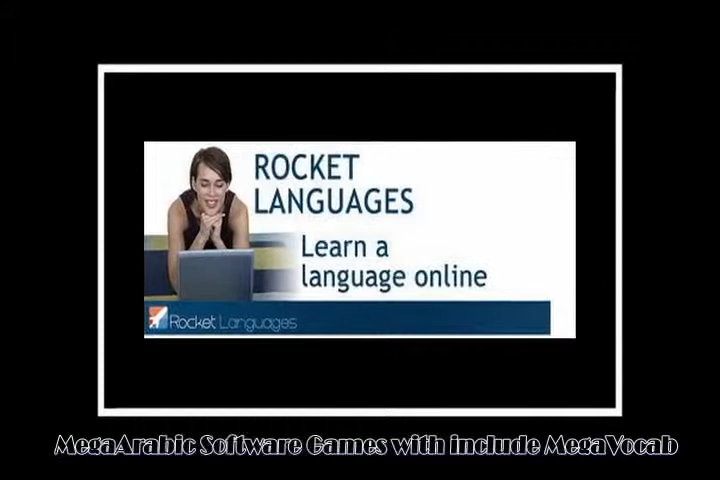 ROCKET
LANGUAGES
Learn a
language online
Rocket Languages
MegaArabic Software Games with include MegaVocab